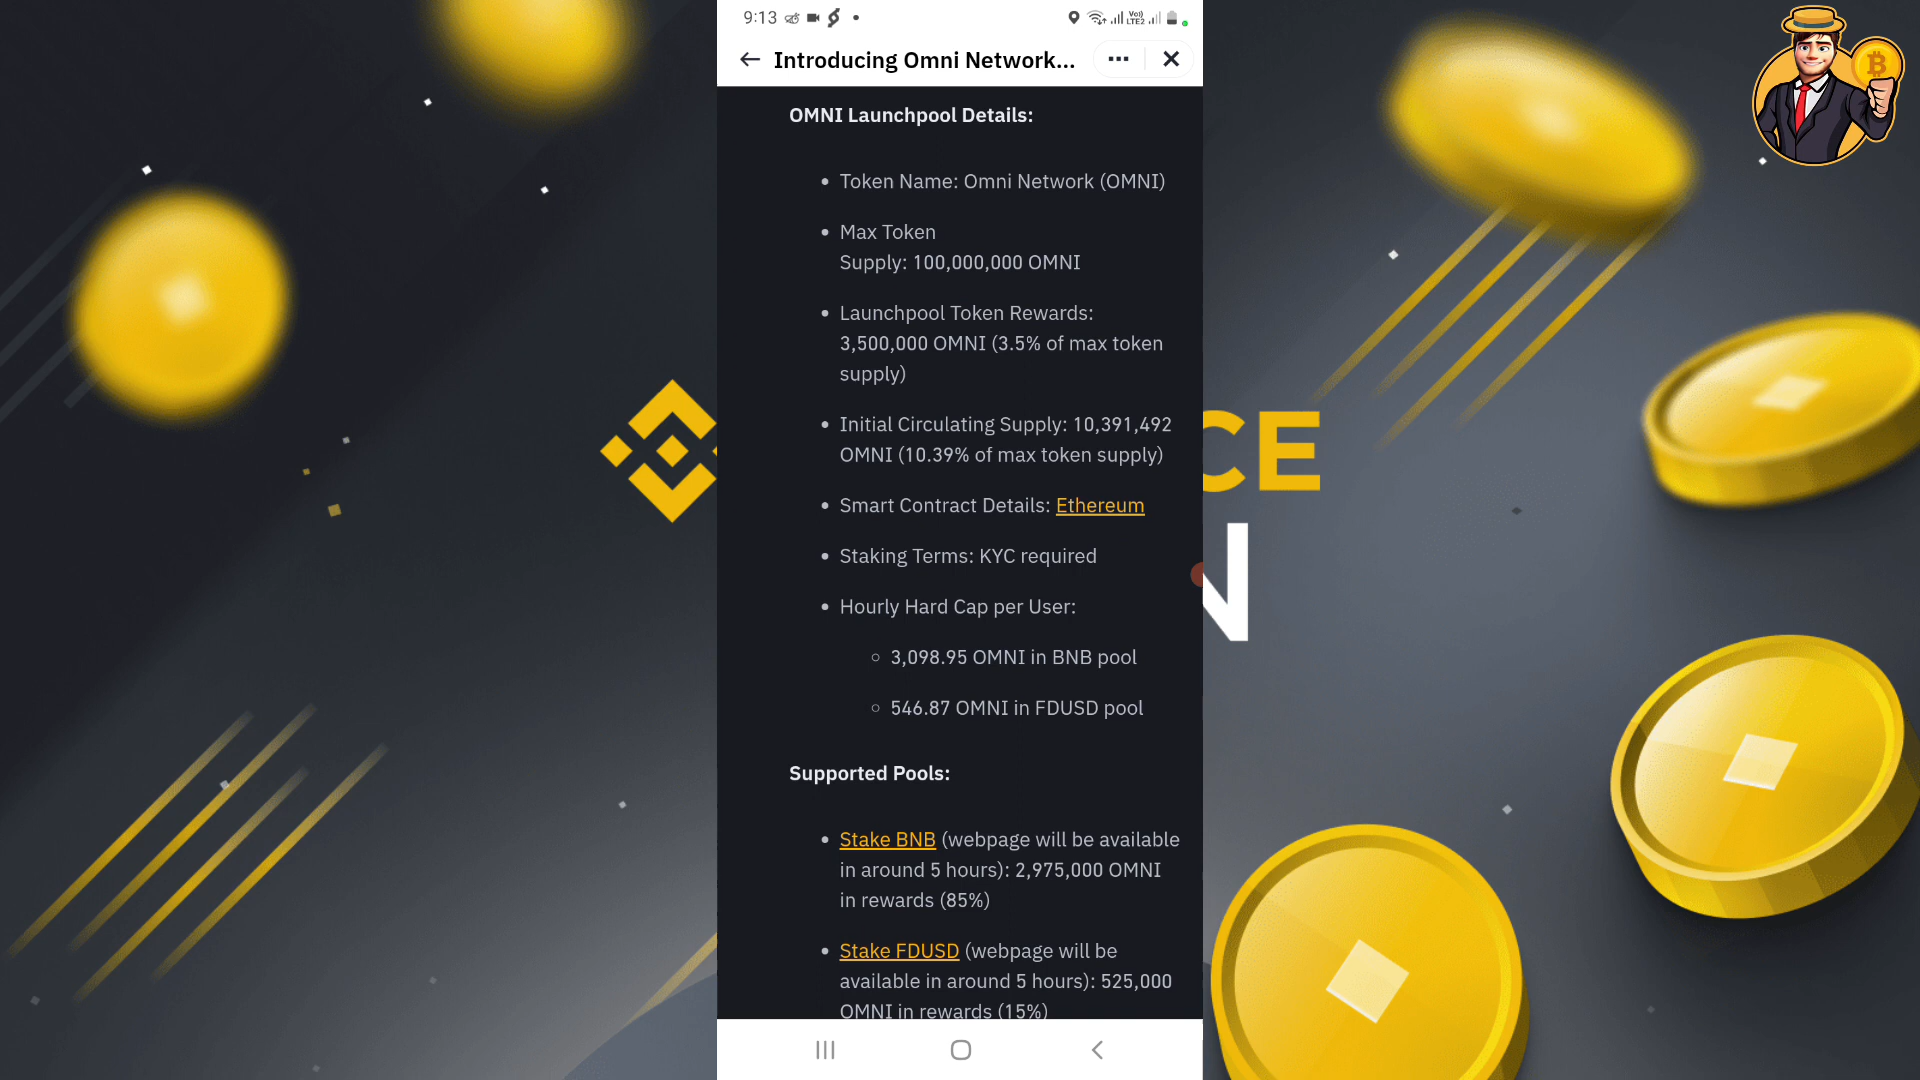 9:13
Vo))
LTE2
Introducing Omni Network...
OMNI Launchpool Details:
Token Name: Omni Network (OMNI)
Max Token
Supply: 100,000,000 OMNI
Launchpool Token Rewards:
3,500,000 OMNI (3.5% of max token
supply)
Initial Circulating Supply: 10,391,492
OMNI (10.39% of max token supply)
Smart Contract Details: Ethereum
Staking Terms: KYC required
Hourly Hard Cap per User:
3,098.95 OMNI in BNB pool
546.87 OMNI in FDUSD pool
Supported Pools:
Stake BNB (webpage will be available
in around 5 hours): 2,975,000 OMNI
in rewards (85%)
Stake FDUSD (webpage will be
available in around 5 hours): 525,000
OMNI in rewards (15%)
CE
N